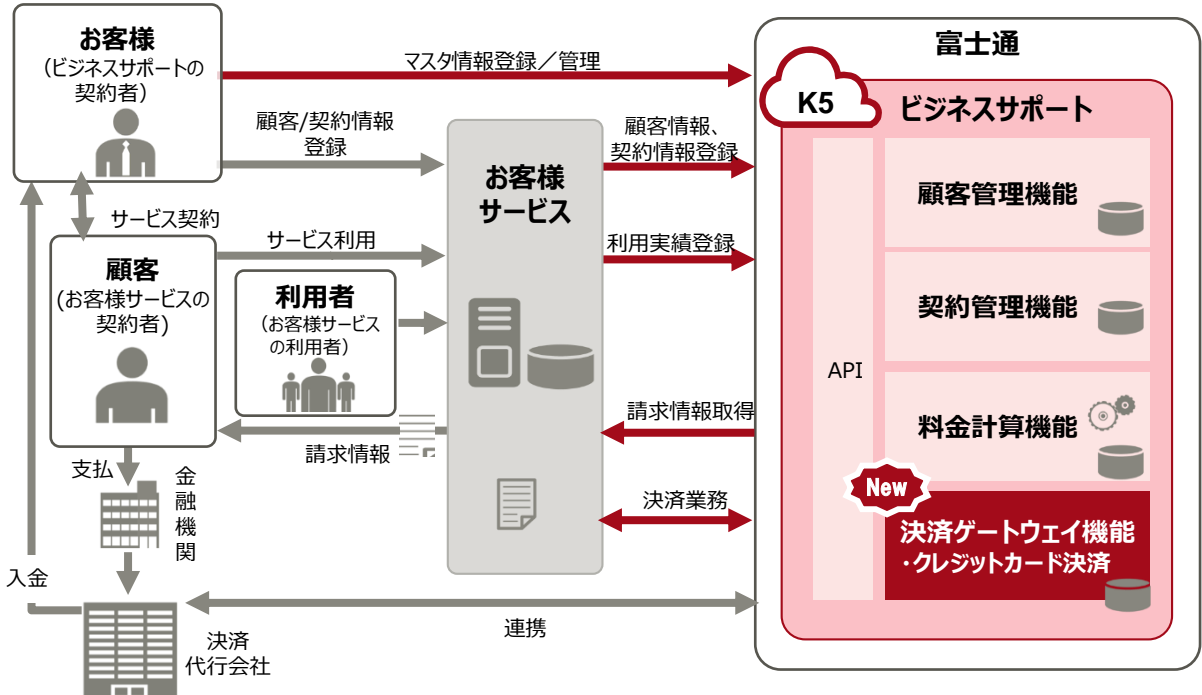 お客様
（ビジネスサポートの
契約者）
マスタ情報登録／管理
顧客/契約情報
登録
サービス契約
顧客
(お客様サービスの
契約者)
サービス利用
利用者
（お客様サービス
の利用者）
請求情報
支払
金融機関
入金
決済
代行会社
連携
お客様
サービス
顧客情報、
契約情報登録
利用実績登録
請求情報取得
決済業務
富士通
K5
ビジネスサポート
API
顧客管理機能
契約管理機能
料金計算機能
New
決済ゲートウェイ機能
・クレジットカード決済